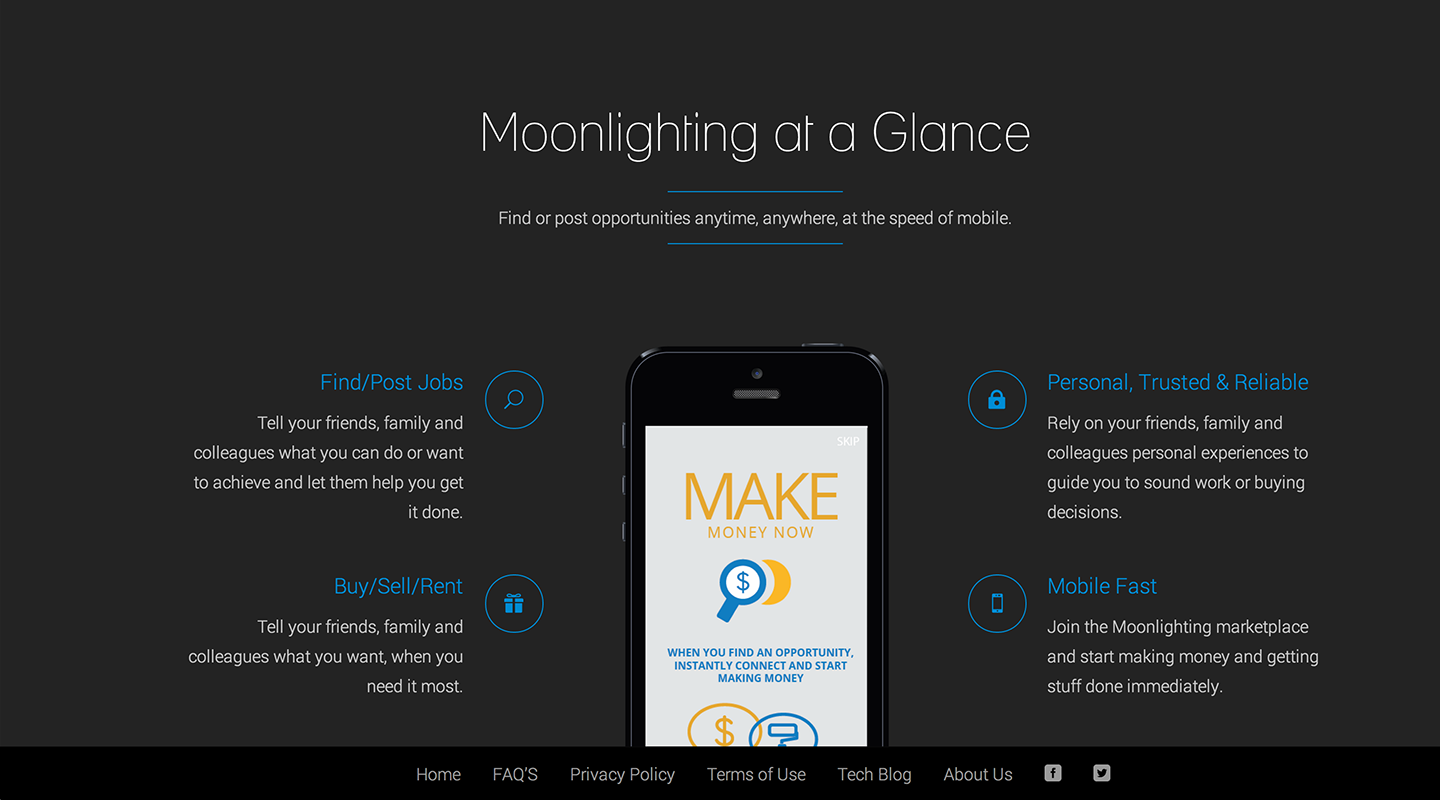 Moonlighting at a Glance
Find or post opportunities anytime, anywhere, at the speed of mobile.
Find/Post Jobs
Tell your friends, family and
colleagues what you can do or want
to achieve and let them help you get
it done.
Buy/Sell/Rent
Tell your friends, family and
colleagues what you want, when you
need it most.
SKIP
MAKE
MONEY NOW
$
WHEN YOU FIND AN OPPORTUNITY,
INSTANTLY CONNECT AND START
MAKING MONEY
$
Personal, Trusted & Reliable
Rely on your friends, family and
colleagues personal experiences to
guide you to sound work or buying
decisions.
Mobile Fast
Join the Moonlighting marketplace
and start making money and getting
stuff done immediately.
Home FAQ'S Privacy Policy Terms of Use Tech Blog About Us